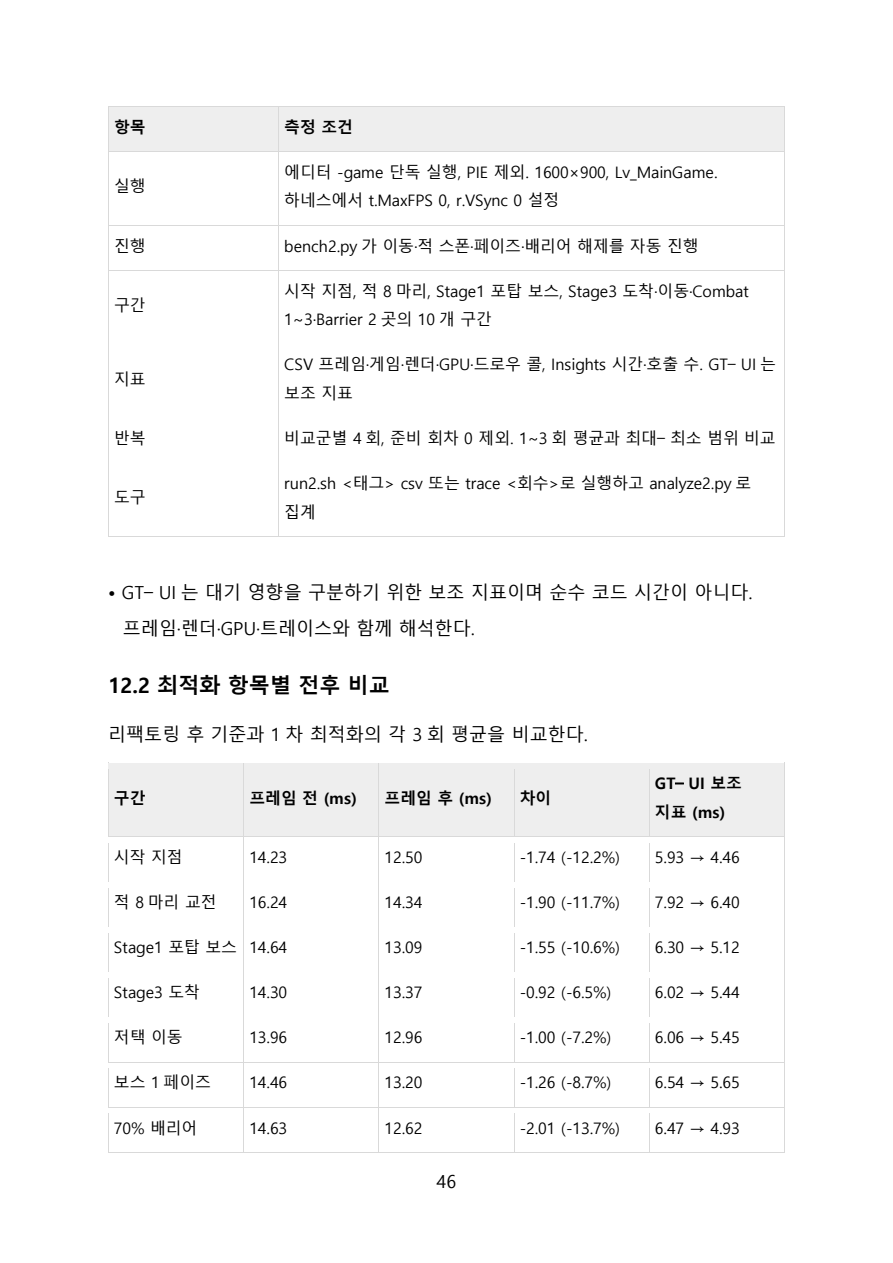 항목 측정 조건
실행 에디터 -game 단독 실행, PIE 제외. 1600×900, Lv_MainGame.
하네스에서 t.MaxFPS 0, r.VSync 0 설정
진행 bench2.py 가 이동·적 스폰·페이즈·배리어 해제를 자동 진행
구간 시작 지점, 적 8 마리, Stage1 포탑 보스, Stage3 도착·이동·Combat
1~3·Barrier 2 곳의 10 개 구간
지표 CSV 프레임·게임·렌더·GPU·드로우 콜, Insights 시간·호출 수. GT− UI 는
보조 지표
반복 비교군별 4 회, 준비 회차 0 제외. 1~3 회 평균과 최대− 최소 범위 비교
도구 run2.sh <태그> csv 또는 trace <회수>로 실행하고 analyze2.py 로
집계
• GT− UI 는 대기 영향을 구분하기 위한 보조 지표이며 순수 코드 시간이 아니다.
프레임·렌더·GPU·트레이스와 함께 해석한다.
12.2 최적화 항목별 전후 비교
리팩토링 후 기준과 1 차 최적화의 각 3 회 평균을 비교한다.
구간 프레임 전 (ms) 프레임 후 (ms) 차이 GT− UI 보조
지표 (ms)
시작 지점 14.23 12.50 -1.74 (-12.2%) 5.93 → 4.46
적 8 마리 교전 16.24 14.34 -1.90 (-11.7%) 7.92 → 6.40
Stage1 포탑 보스 14.64 13.09 -1.55 (-10.6%) 6.30 → 5.12
Stage3 도착 14.30 13.37 -0.92 (-6.5%) 6.02 → 5.44
저택 이동 13.96 12.96 -1.00 (-7.2%) 6.06 → 5.45
보스 1 페이즈 14.46 13.20 -1.26 (-8.7%) 6.54 → 5.65
70% 배리어 14.63 12.62 -2.01 (-13.7%) 6.47 → 4.93
46